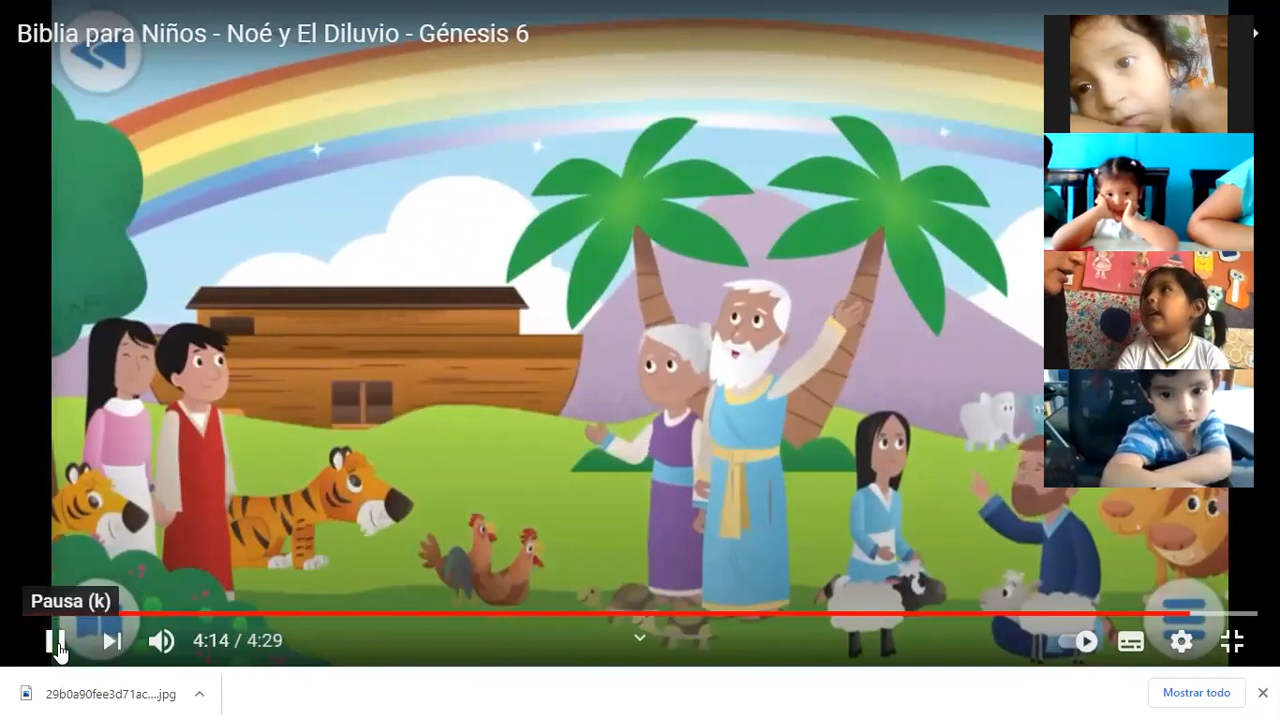 Biblia para Niños - Noé y El Diluvio - Génesis 6
Pausa (k)
4:14 / 4:29
29b0a90fee3d71ac....jpg
Mostrar todo